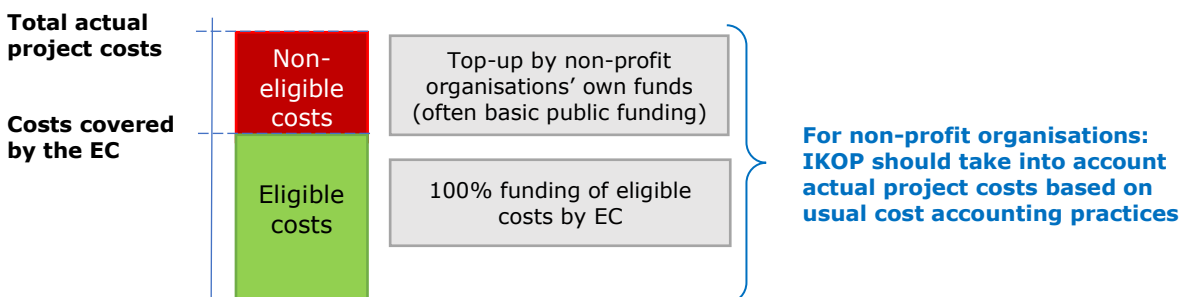 Total actual
project costs
Non-
eligible
costs
Top-up by non-profit
organisations’ own funds
(often basic public funding)
Costs covered
by the EC
For non-profit organisations:
IKOP should take into account
actual project costs based on
usual cost accounting practices
Eligible
costs
100% funding of eligible
costs by EC